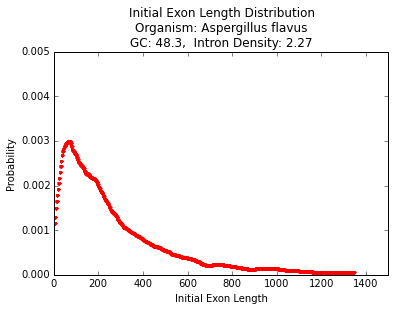 Initial Exon Length Distribution
Organism: Aspergillus flavus
GC: 48.3,  Intron Density: 2.27
0.005
0.004
0.003
0.002
0.001
0.000
Probability
0
200
400
600
800
1000
1200
1400
Initial Exon Length